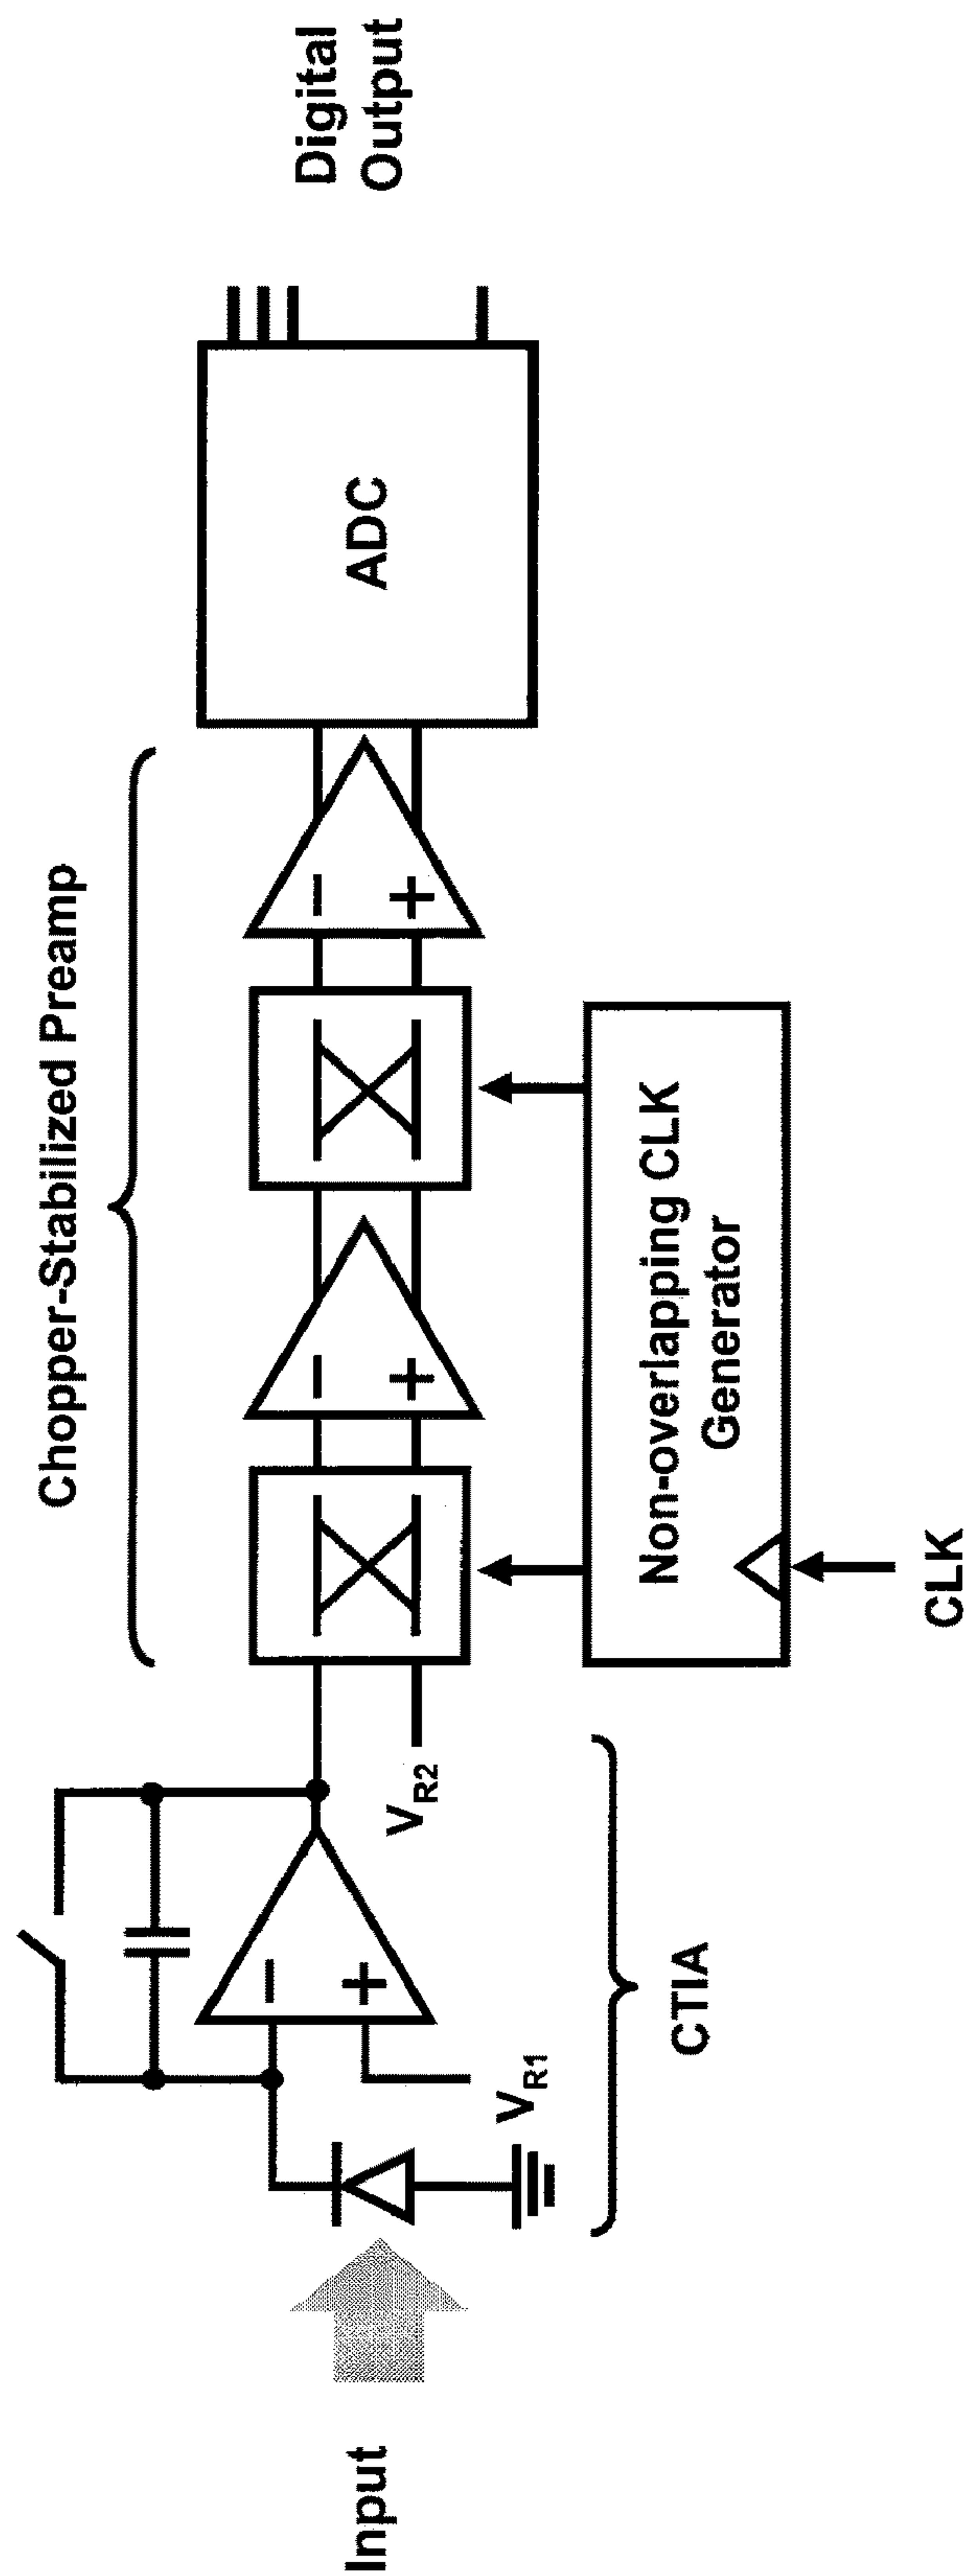 Chopper-Stabilized Preamp
Input
V_R1
V_R2
CTIA
ADC
Digital
Output
Non-overlapping CLK
Generator
CLK